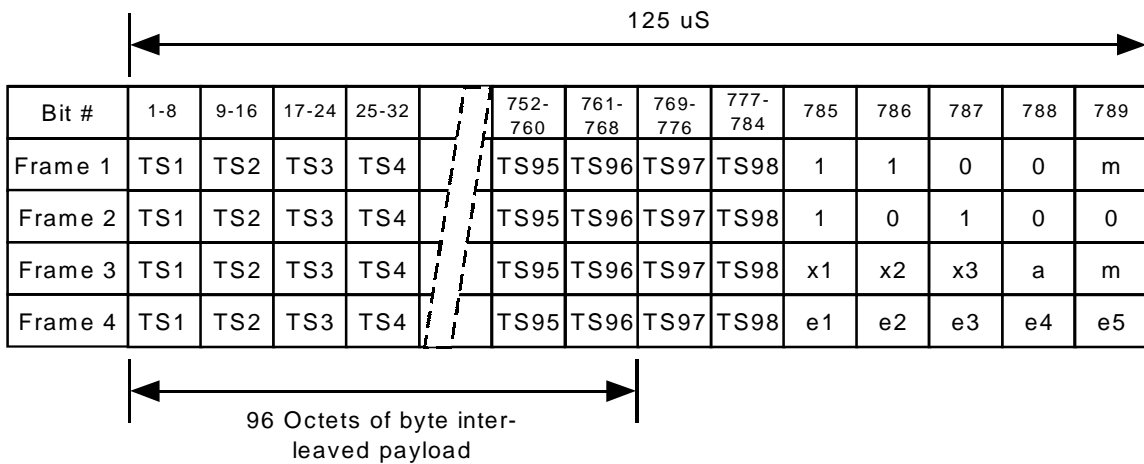 125 uS
Bit # 1-8 9-16 17-24 25-32 752-760 761-768 769-776 777-784 785 786 787 788 789
Frame 1 TS1 TS2 TS3 TS4 TS95 TS96 TS97 TS98 1 1 0 0 m
Frame 2 TS1 TS2 TS3 TS4 TS95 TS96 TS97 TS98 1 0 1 0 0
Frame 3 TS1 TS2 TS3 TS4 TS95 TS96 TS97 TS98 x1 x2 x3 a m
Frame 4 TS1 TS2 TS3 TS4 TS95 TS96 TS97 TS98 e1 e2 e3 e4 e5
96 Octets of byte inter-
leaved payload